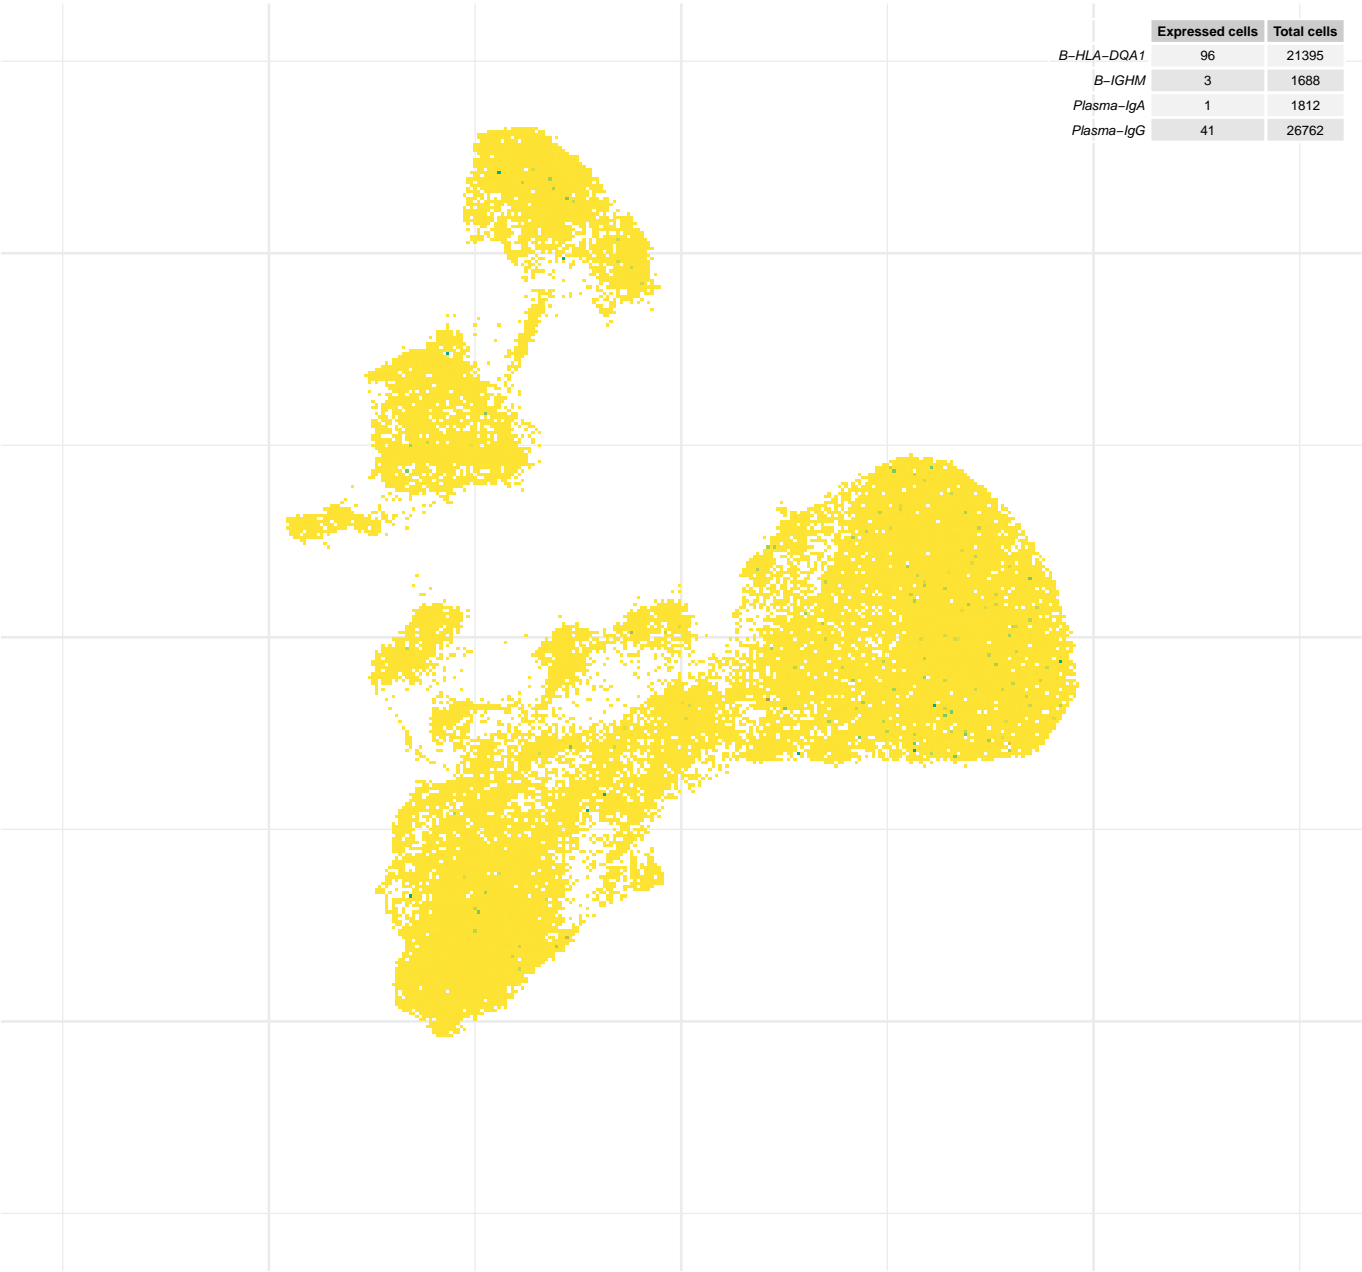 Expressed cells Total cells
B−HLA−DQA1 96 21395
B−IGHM 3 1688
Plasma−IgA 1 1812
Plasma−IgG 41 26762